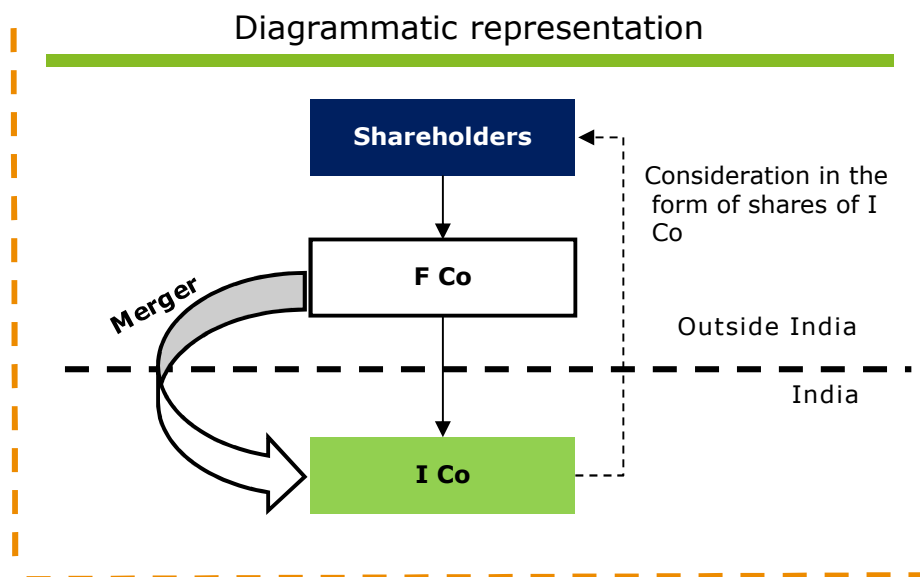 Diagrammatic representation
Shareholders
Consideration in the
form of shares of I
Co
F Co
Merger
Outside India
India
I Co